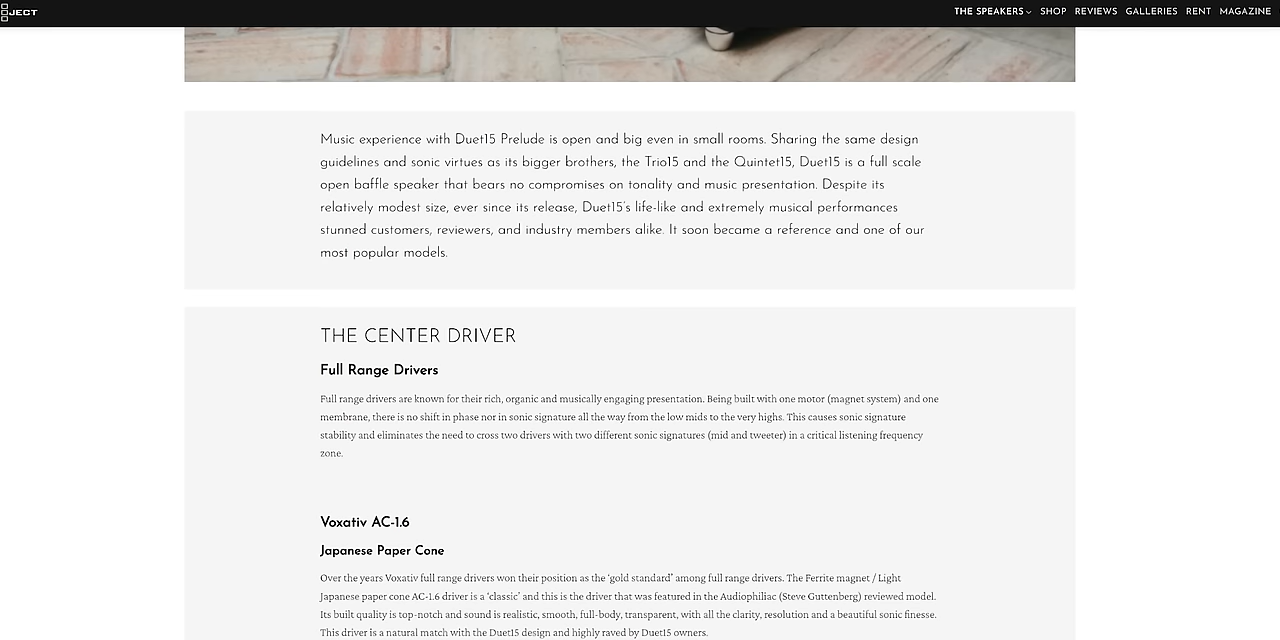 JECT
THE SPEAKERS SHOP REVIEWS GALLERIES RENT MAGAZINE
Music experience with Duet15 Prelude is open and big even in small rooms. Sharing the same design
guidelines and sonic virtues as its bigger brothers, the Trio15 and the Quintet15, Duet15 is a full scale
open baffle speaker that bears no compromises on tonality and music presentation. Despite its
relatively modest size, ever since its release, Duet15's life-like and extremely musical performances
stunned customers, reviewers, and industry members alike. It soon became a reference and one of our
most popular models.
THE CENTER DRIVER
Full Range Drivers
Full range drivers are known for their rich, organic and musically engaging presentation. Being built with one motor (magnet system) and one
membrane, there is no shift in phase nor in sonic signature all the way from the low mids to the very highs. This causes sonic signature
stability and eliminates the need to cross two drivers with two different sonic signatures (mid and tweeter) in a critical listening frequency
zone.
Voxativ AC-1.6
Japanese Paper Cone
Over the years Voxativ full range drivers won their position as the 'gold standard' among full range drivers. The Ferrite magnet / Light
Japanese paper cone AC-1.6 driver is a 'classic' and this is the driver that was featured in the Audiophiliac (Steve Guttenberg) reviewed model.
Its built quality is top-notch and sound is realistic, smooth, full-body, transparent, with all the clarity, resolution and a beautiful sonic finesse.
This driver is a natural match with the Duet15 design and highly raved by Duet15 owners.